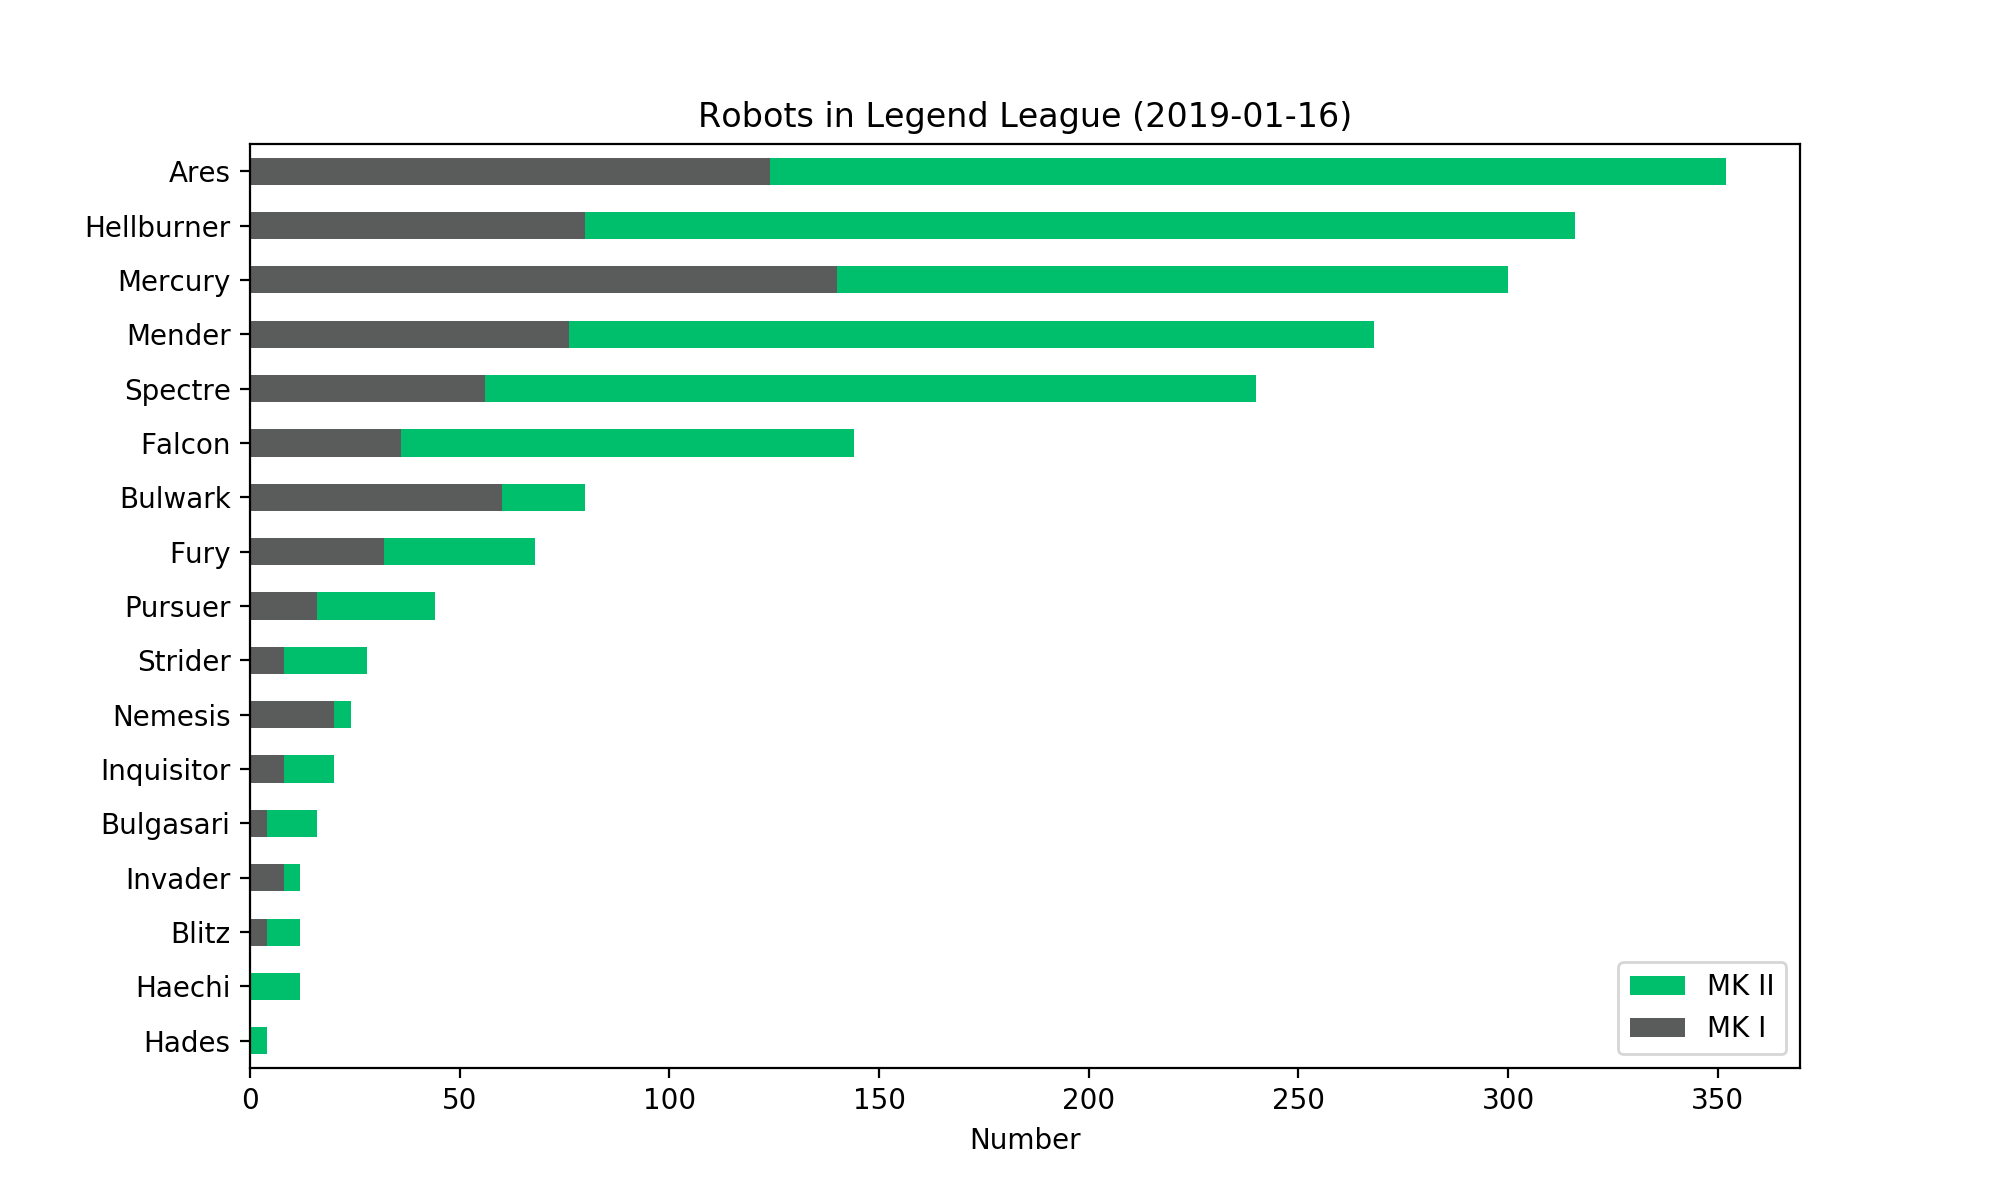 Robots in Legend League (2019-01-16)
Ares
Hellburner
Mercury
Mender
Spectre
Falcon
Bulwark
Fury
Pursuer
Strider
Nemesis
Inquisitor
Bulgasari
Invader
Blitz
Haechi
Hades
MK II
MK I
0 50 100 150 200 250 300 350
Number